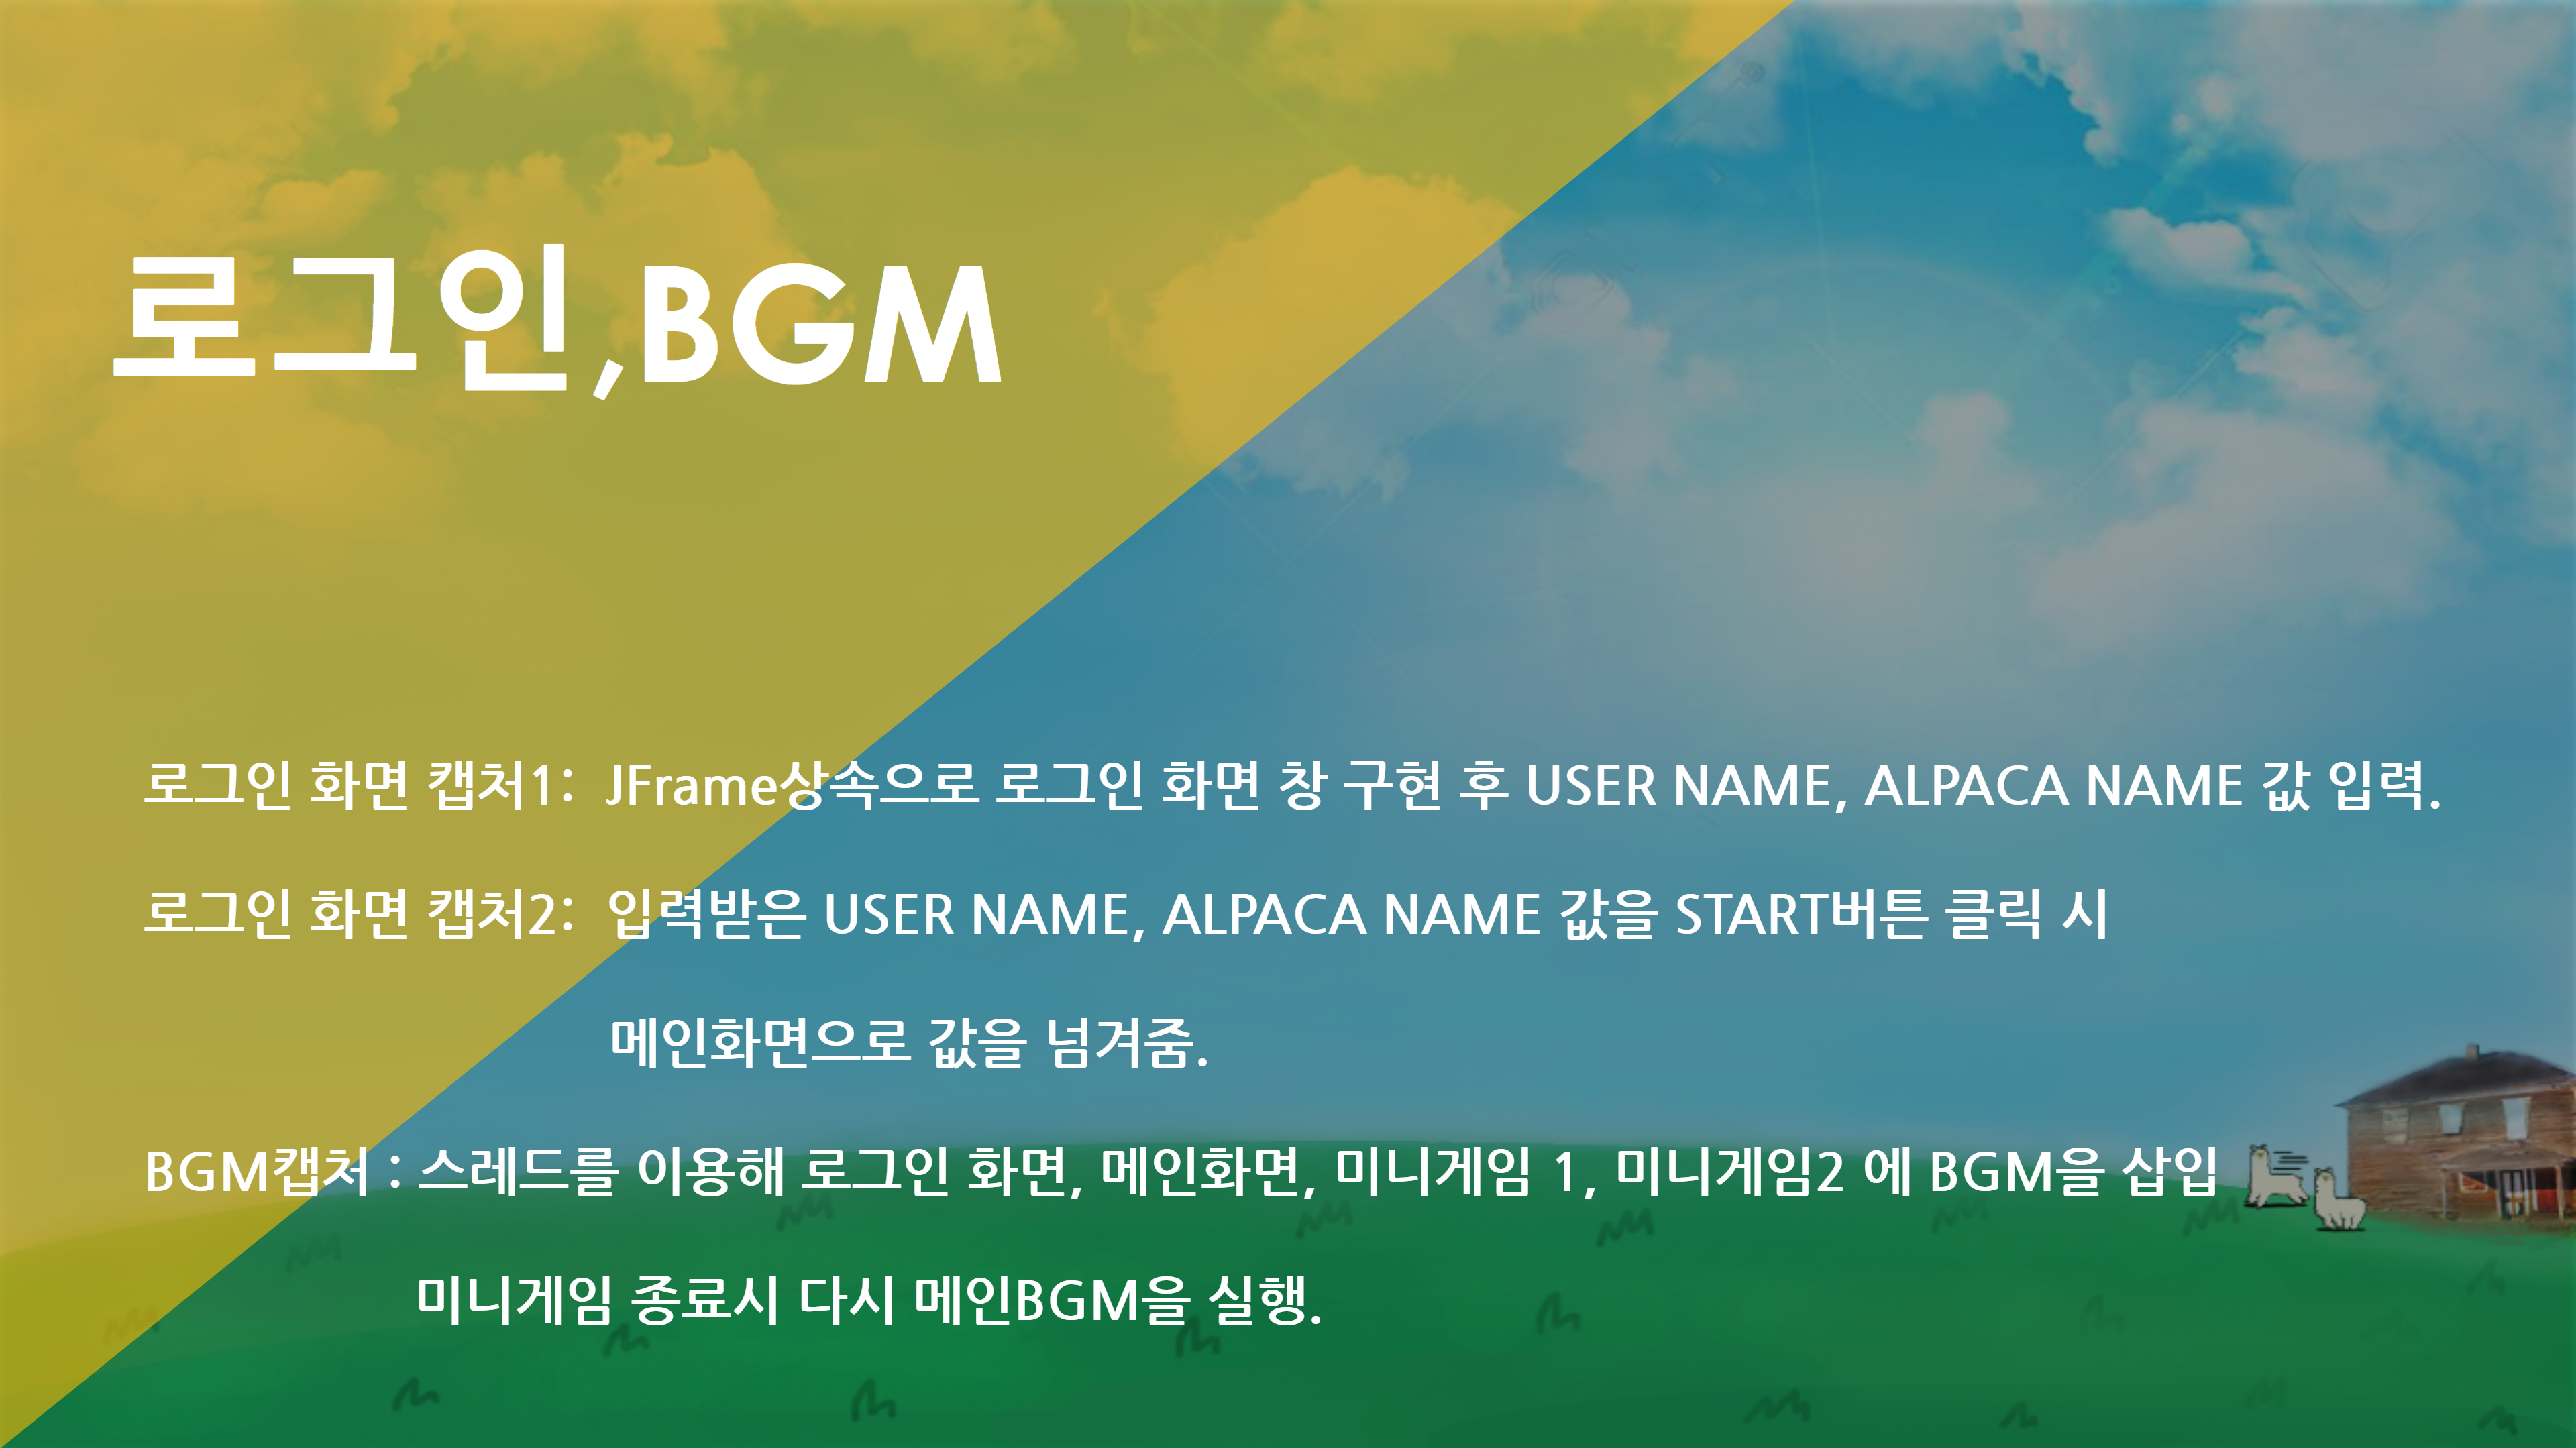 로그인,BGM
로그인 화면 캡처1: JFrame상속으로 로그인 화면 창 구현 후 USER NAME, ALPACA NAME 값 입력.
로그인 화면 캡처2: 입력받은 USER NAME, ALPACA NAME 값을 START버튼 클릭 시
메인화면으로 값을 넘겨줌.
BGM캡처 : 스레드를 이용해 로그인 화면, 메인화면, 미니게임 1, 미니게임2 에 BGM을 삽입
미니게임 종료시 다시 메인BGM을 실행.